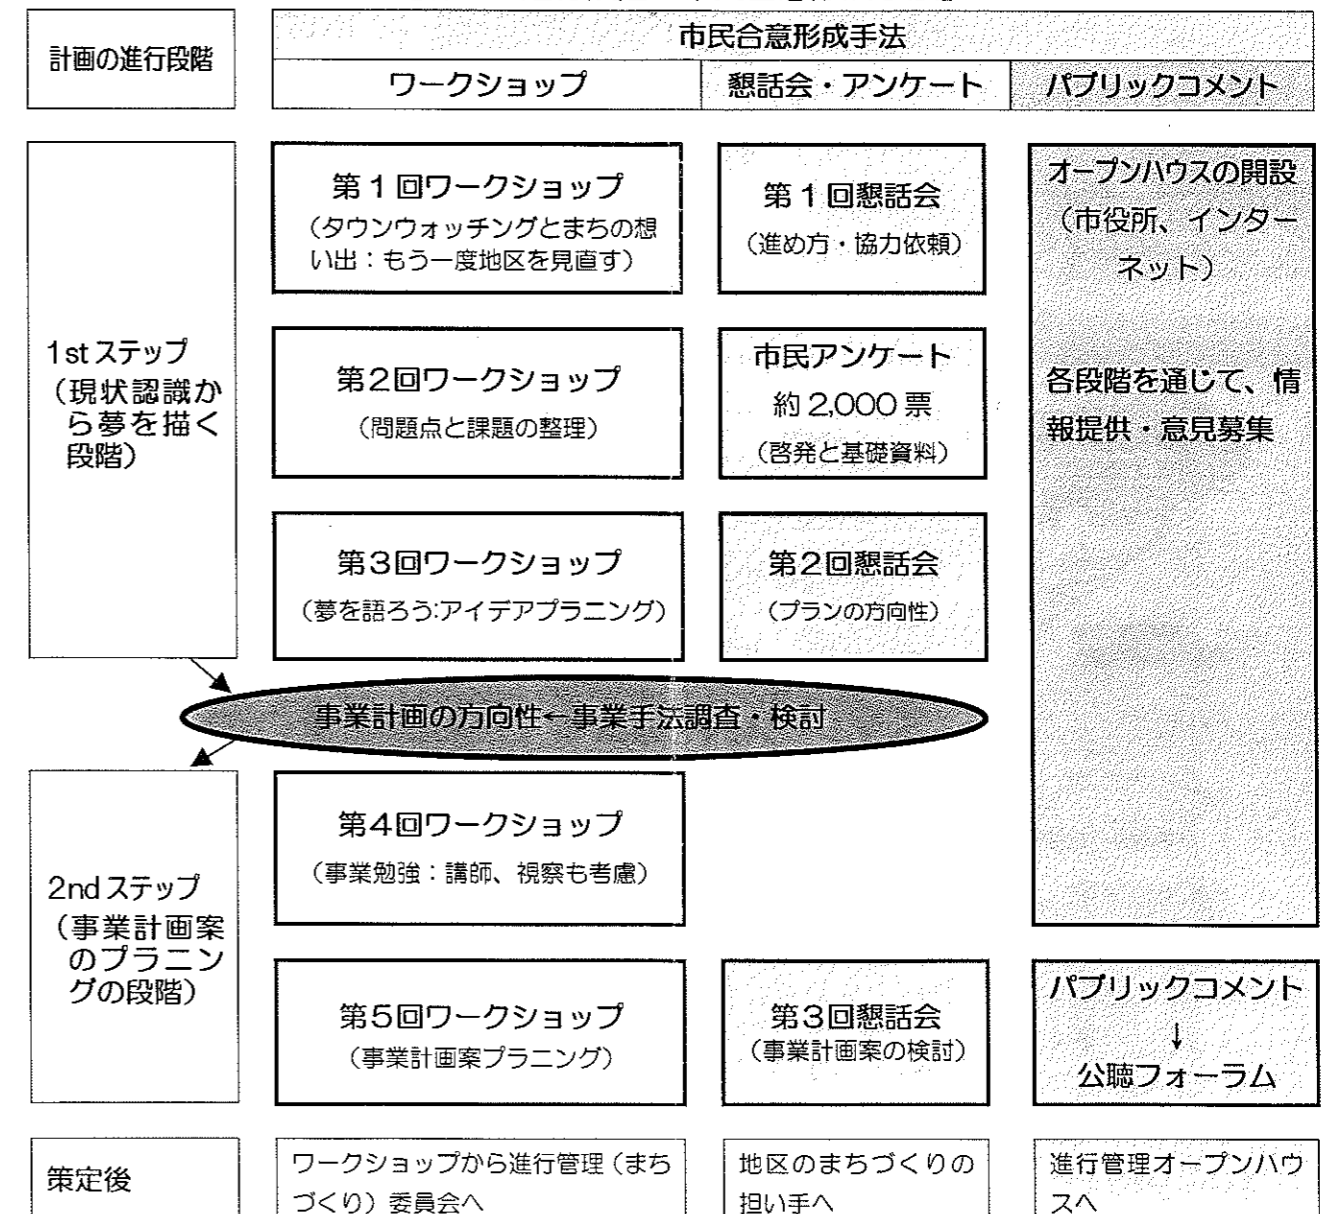 計画の進行段階
市民合意形成手法
ワークショップ
懇話会・アンケート
パブリックコメント
1stステップ
（現状認識か
ら夢を描く
段階）
第1回ワークショップ
（タウンウォッチングとまちの想
い出：もう一度地区を見直す）
第1回懇話会
（進め方・協力依頼）
オープンハウスの開設
（市役所、インター
ネット）
各段階を通じて、情
報提供・意見募集
第2回ワークショップ
（問題点と課題の整理）
市民アンケート
約2,000票
（啓発と基礎資料）
第3回ワークショップ
（夢を語ろう:アイデアプラニング）
第2回懇話会
（プランの方向性）
事業計画の方向性←事業手法調査・検討
2ndステップ
（事業計画案
のプラニン
グの段階）
第4回ワークショップ
（事業勉強：講師、視察も考慮）
第5回ワークショップ
（事業計画案プラニング）
第3回懇話会
（事業計画案の検討）
パブリックコメント
↓
公聴フォーラム
策定後
ワークショップから進行管理（まち
づくり）委員会へ
地区のまちづくりの
担い手へ
進行管理オープンハウ
スへ